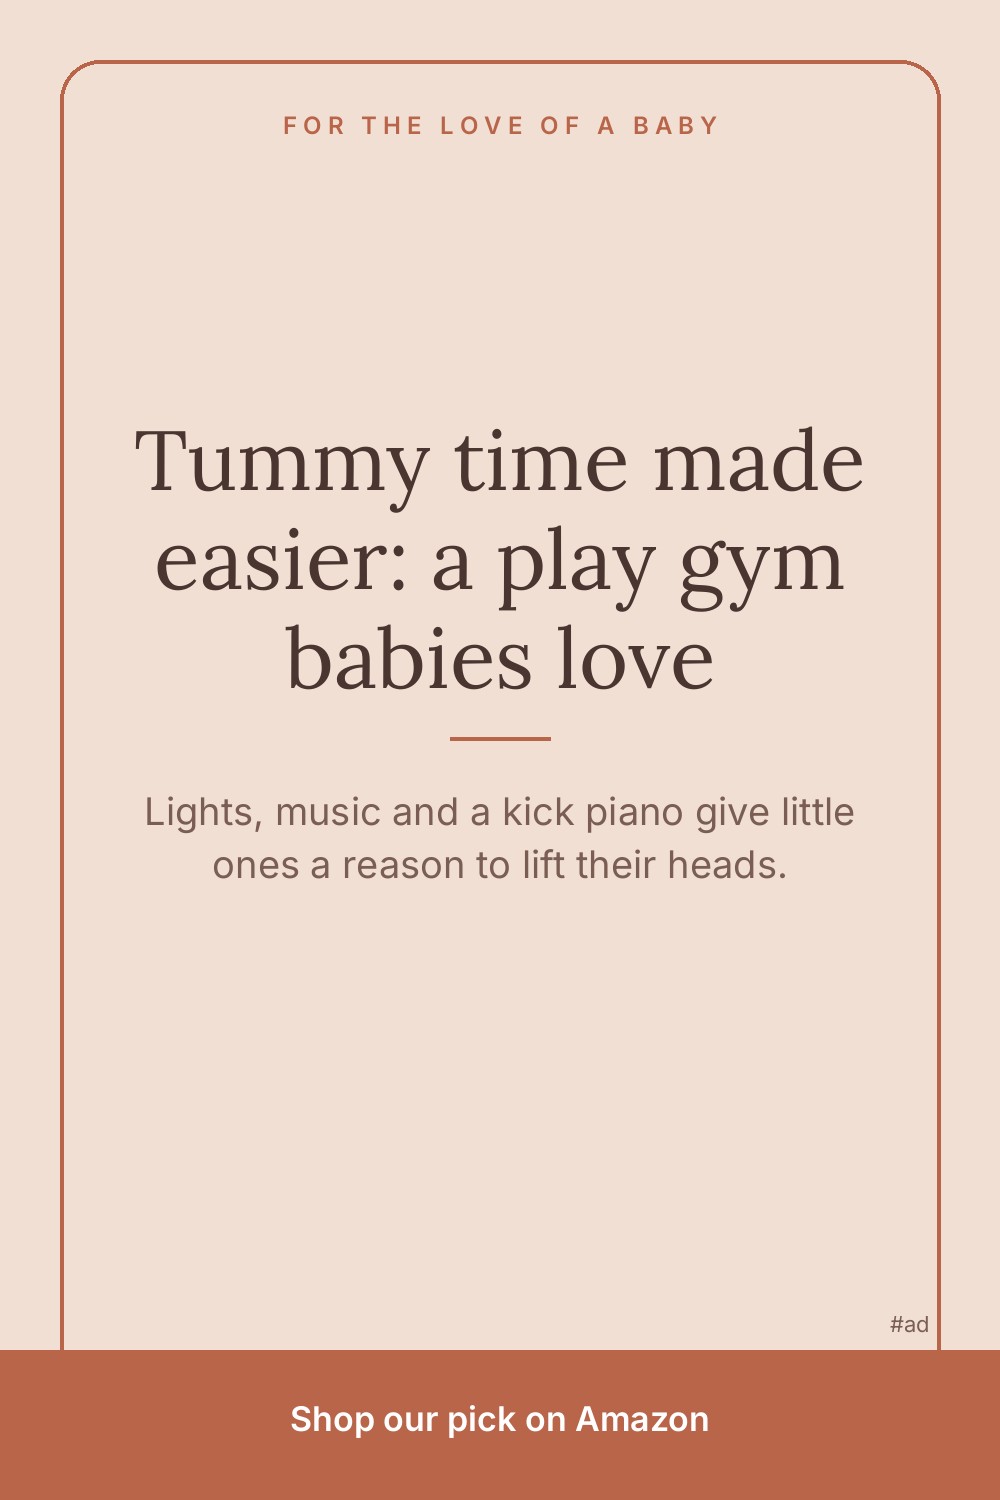 FOR THE LOVE OF A BABY
Tummy time made
easier: a play gym
babies love
Lights, music and a kick piano give little
ones a reason to lift their heads.
#ad
Shop our pick on Amazon